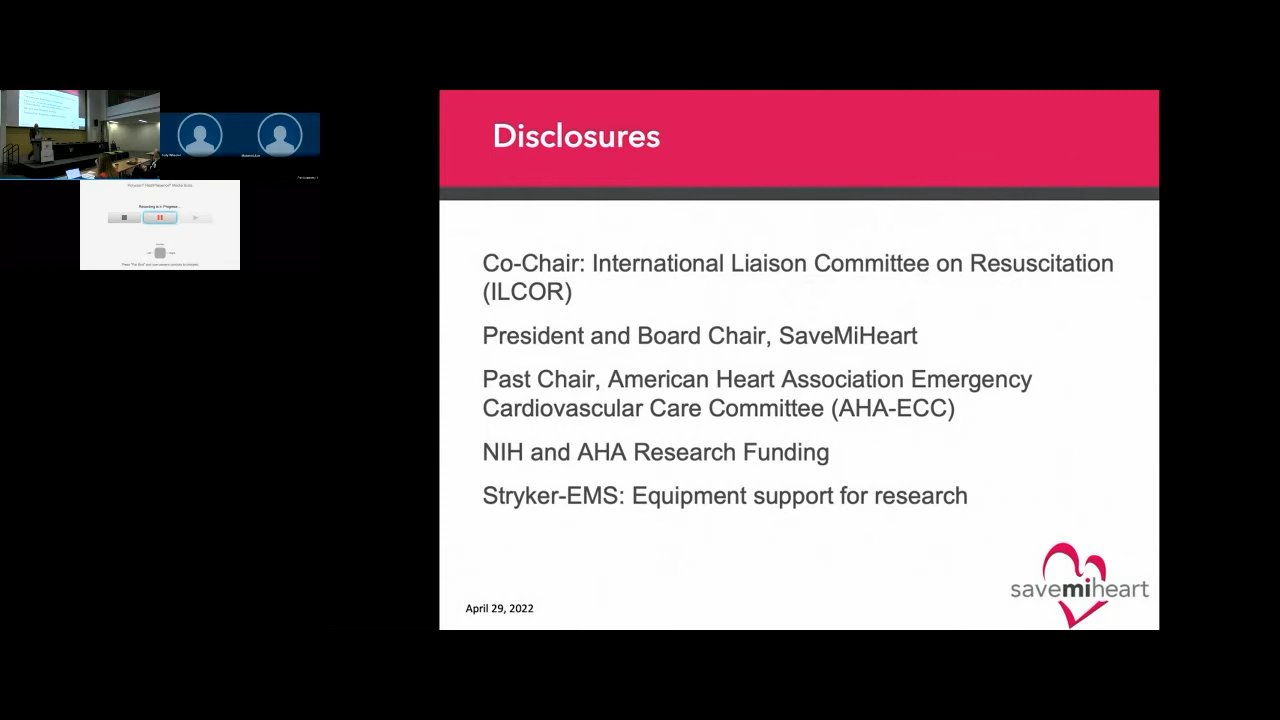 Disclosures
Co-Chair: International Liaison Committee on Resuscitation
(ILCOR)
President and Board Chair, SaveMiHeart
Past Chair, American Heart Association Emergency
Cardiovascular Care Committee (AHA-ECC)
NIH and AHA Research Funding
Stryker-EMS: Equipment support for research
savemiheart
April 29, 2022